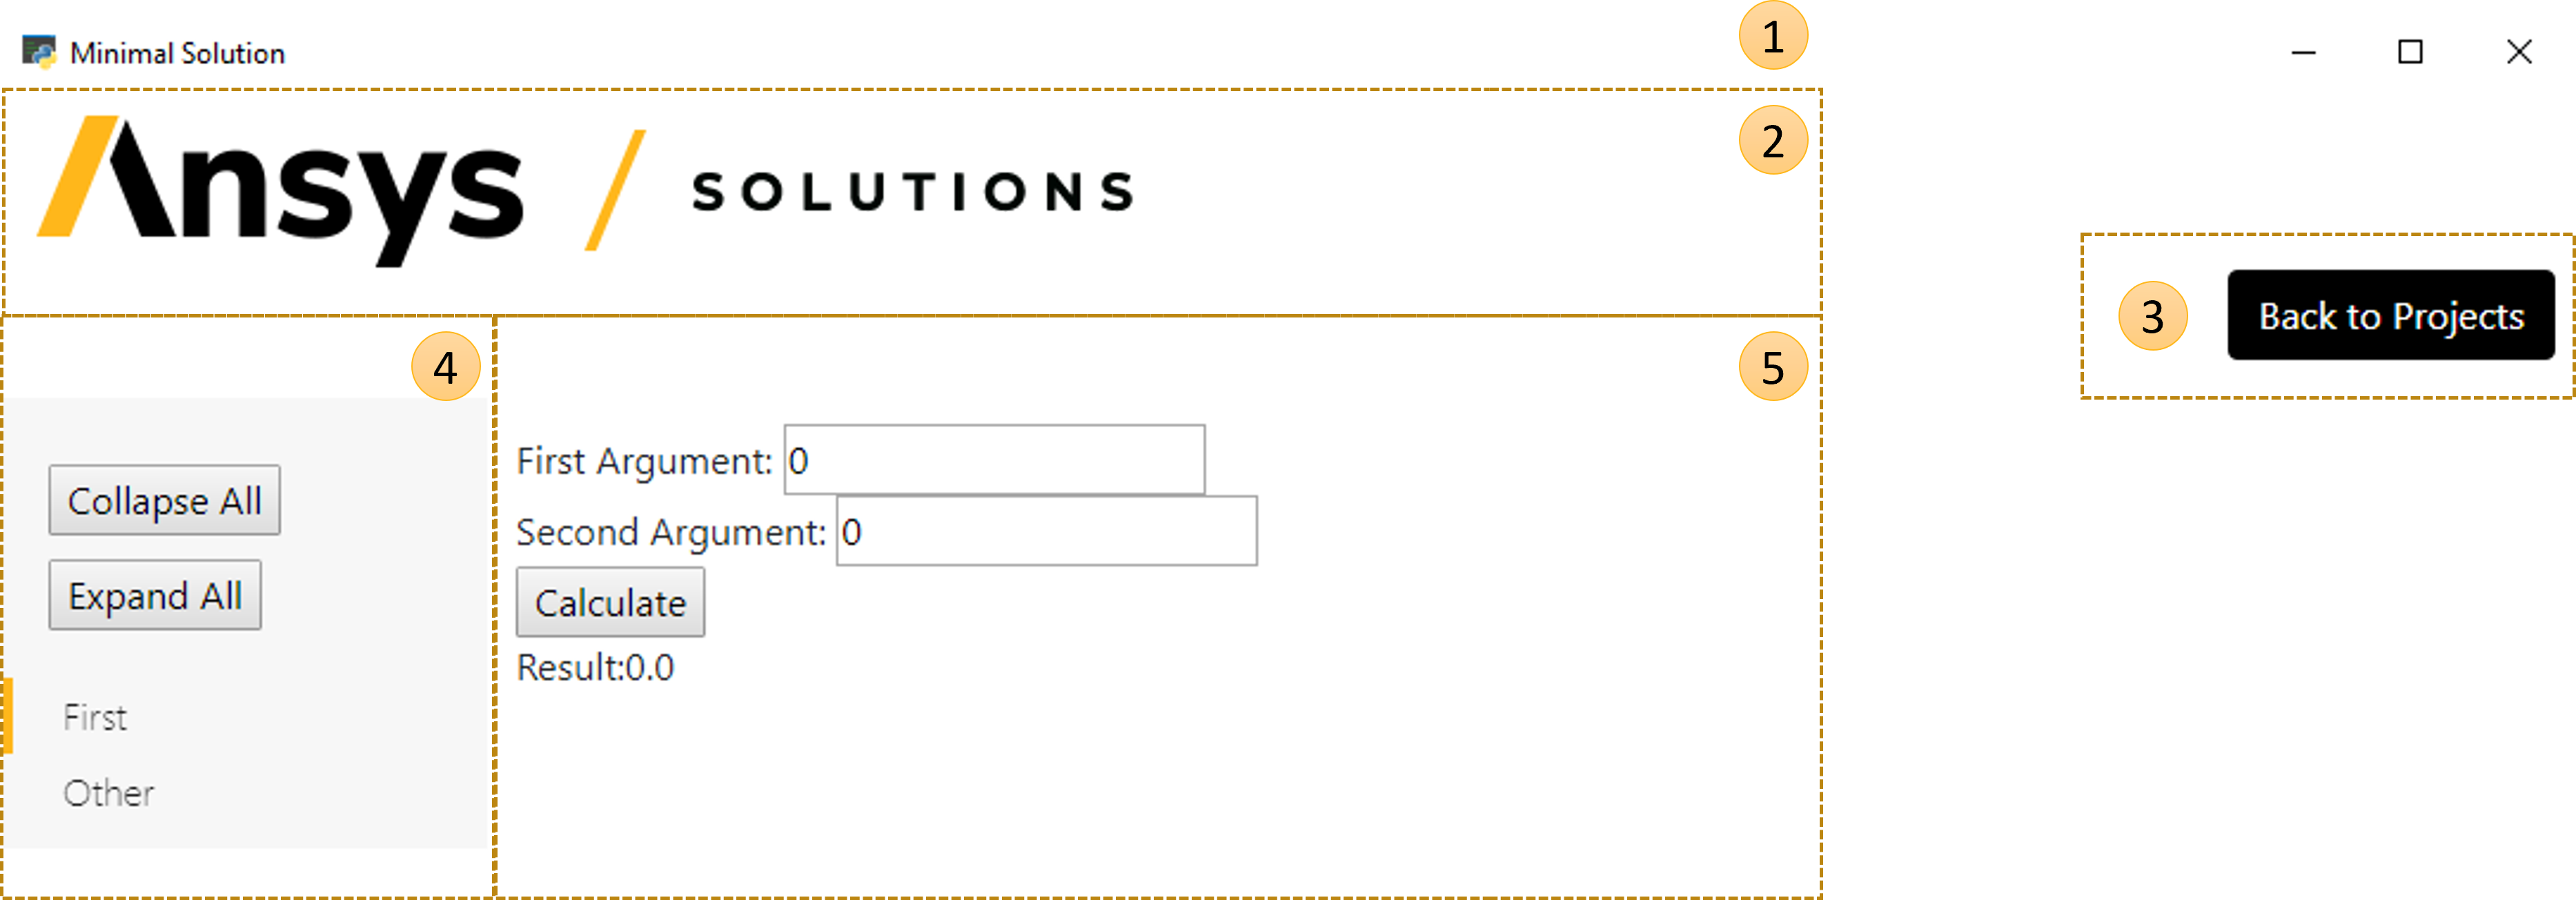 Minimal Solution
1
Ansys / SOLUTIONS
2
3
Back to Projects
4
Collapse All
Expand All
First
Other
5
First Argument: 0
Second Argument: 0
Calculate
Result:0.0